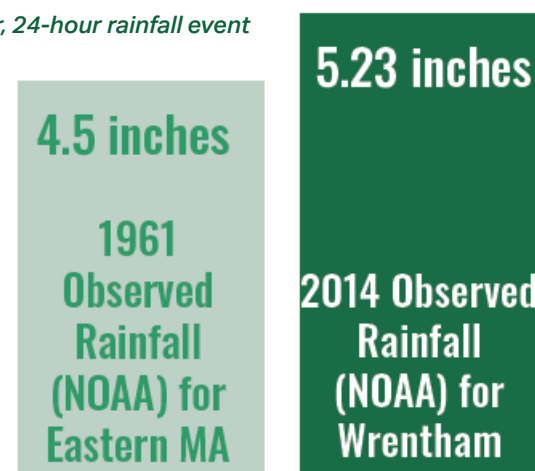 , 24-hour rainfall event
5.23 inches
4.5 inches
1961
Observed
Rainfall
(NOAA) for
Eastern MA
2014 Observed
Rainfall
(NOAA) for
Wrentham